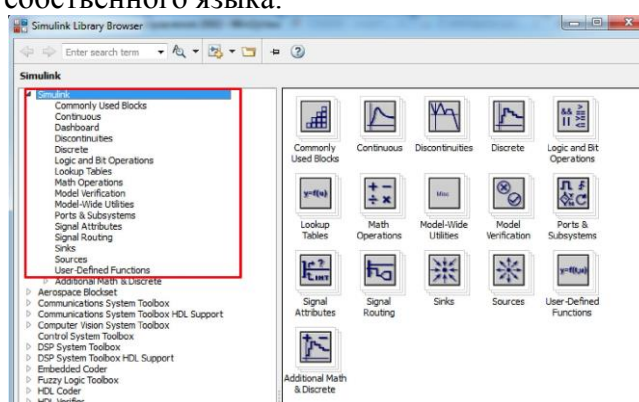 собственного языка.
Simulink Library Browser
Enter search term
Simulink
Simulink
Commonly Used Blocks
Continuous
Dashboard
Discontinuities
Discrete
Logic and Bit Operations
Lookup Tables
Math Operations
Model Verification
Model-Wide Utilities
Ports & Subsystems
Signal Attributes
Signal Routing
Sinks
Sources
User-Defined Functions
Additional Math & Discrete
Aerospace Blockset
Communications System Toolbox
Communications System Toolbox HDL Support
Computer Vision System Toolbox
Control System Toolbox
DSP System Toolbox
DSP System Toolbox HDL Support
Embedded Coder
Fuzzy Logic Toolbox
HDL Coder
HDL Verifier
Commonly
Used Blocks
Continuous
Discontinuities
Discrete
Logic and Bit
Operations
y=f(u)
Misc
Lookup
Tables
Math
Operations
Model-Wide
Utilities
Model
Verification
Ports &
Subsystems
y=f(u)
Signal
Attributes
Signal
Routing
Sinks
Sources
User-Defined
Functions
Additional Math
& Discrete